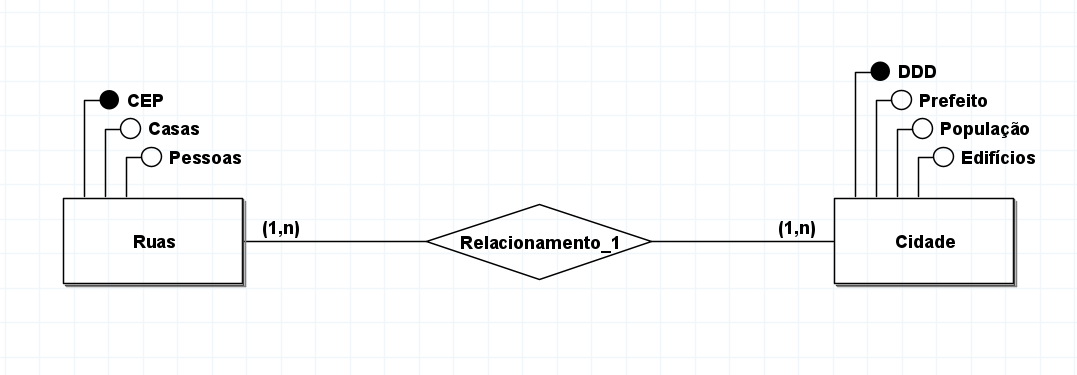 CEP
Casas
Pessoas
Ruas
(1,n)
Relacionamento_1
(1,n)
DDD
Prefeito
População
Edifícios
Cidade